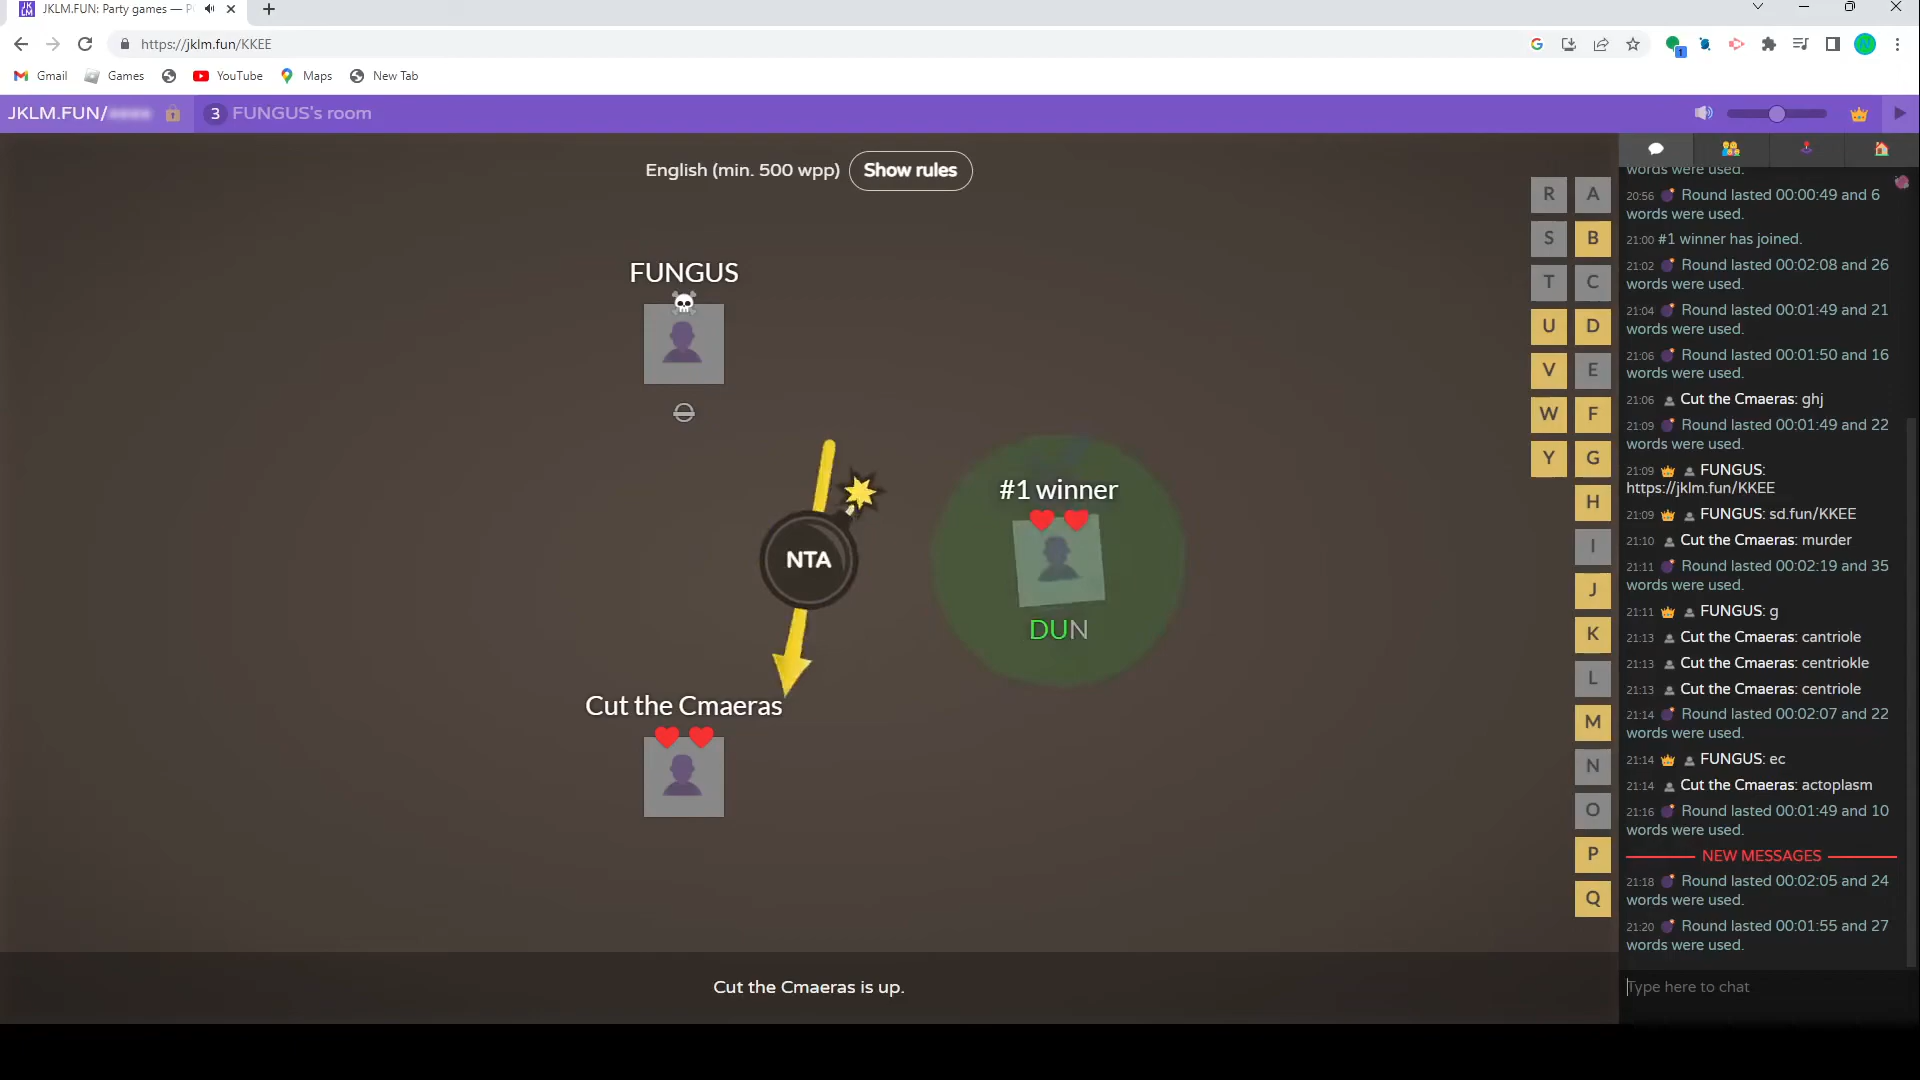 JKLM.FUN: Party games — P
https://jklm.fun/KKEE
Gmail
Games
YouTube
Maps
New Tab
JKLM.FUN/
3 FUNGUS's room
English (min. 500 wpp)
Show rules
FUNGUS
NTA
#1 winner
DUN
Cut the Cmaeras
Cut the Cmaeras is up.
R A
S B
T C
U D
V E
W F
Y G
H
I
J
K
L
M
N
O
P
Q
1
words were used.
20:56 Round lasted 00:00:49 and 6
words were used.
21:00 #1 winner has joined.
21:02 Round lasted 00:02:08 and 26
words were used.
21:04 Round lasted 00:01:49 and 21
words were used.
21:06 Round lasted 00:01:50 and 16
words were used.
21:06 Cut the Cmaeras: ghj
21:09 Round lasted 00:01:49 and 22
words were used.
21:09 FUNGUS:
https://jklm.fun/KKEE
21:09 FUNGUS: sd.fun/KKEE
21:10 Cut the Cmaeras: murder
21:11 Round lasted 00:02:19 and 35
words were used.
21:11 FUNGUS: g
21:13 Cut the Cmaeras: cantriole
21:13 Cut the Cmaeras: centriokle
21:13 Cut the Cmaeras: centriole
21:14 Round lasted 00:02:07 and 22
words were used.
21:14 FUNGUS: ec
21:14 Cut the Cmaeras: actoplasm
21:16 Round lasted 00:01:49 and 10
words were used.
NEW MESSAGES
21:18 Round lasted 00:02:05 and 24
words were used.
21:20 Round lasted 00:01:55 and 27
words were used.
Type here to chat